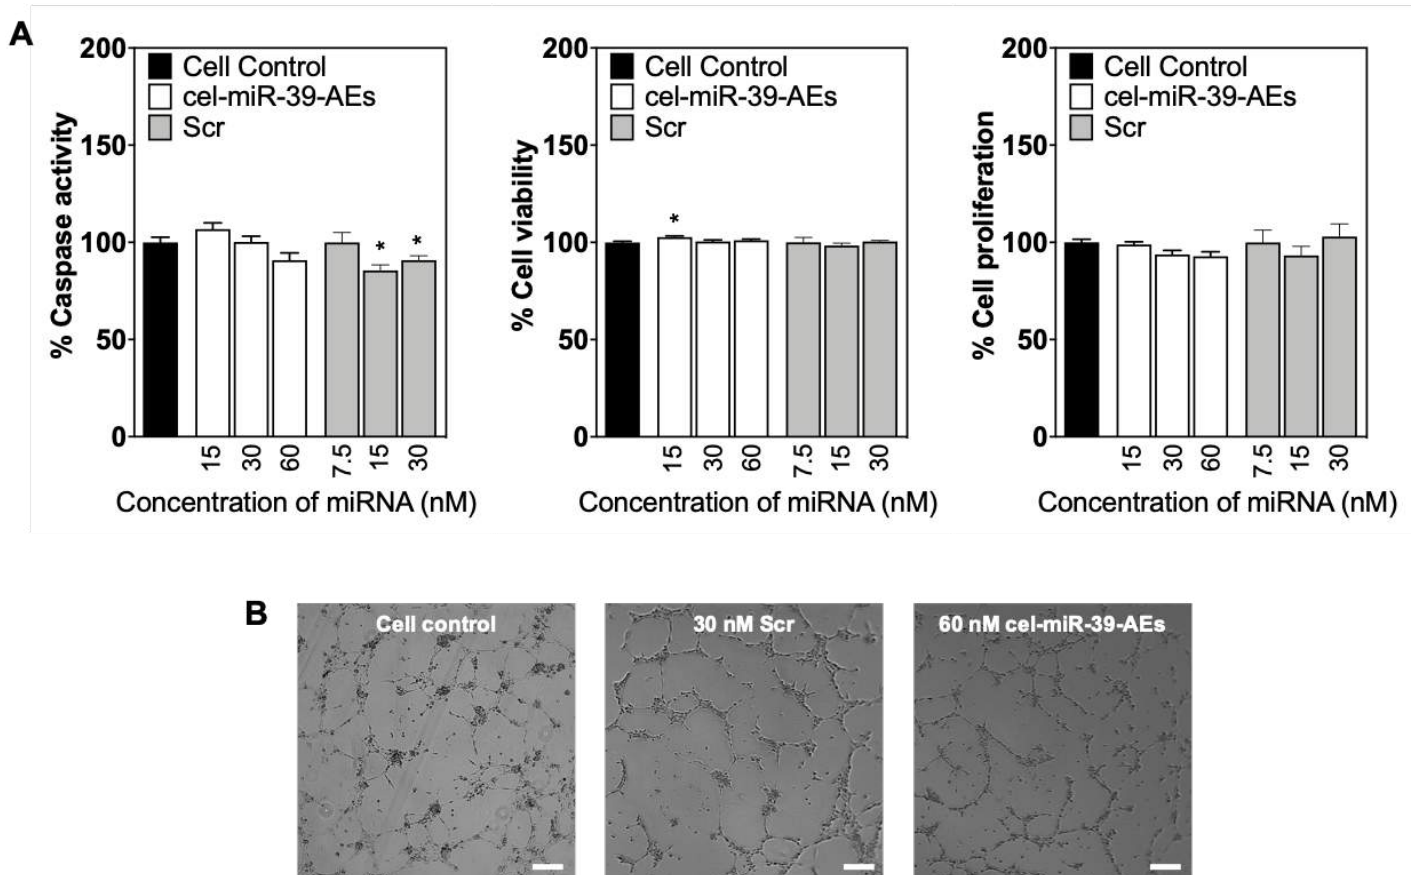 A
200
150
100
50
0
% Caspase activity
Cell Control
cel-miR-39-AEs
Scr
*
*
15
30
60
7.5
15
30
Concentration of miRNA (nM)
200
150
100
50
0
% Cell viability
Cell Control
cel-miR-39-AEs
Scr
*
15
30
60
7.5
15
30
Concentration of miRNA (nM)
200
150
100
50
0
% Cell proliferation
Cell Control
cel-miR-39-AEs
Scr
15
30
60
7.5
15
30
Concentration of miRNA (nM)
B
Cell control
30 nM Scr
60 nM cel-miR-39-AEs